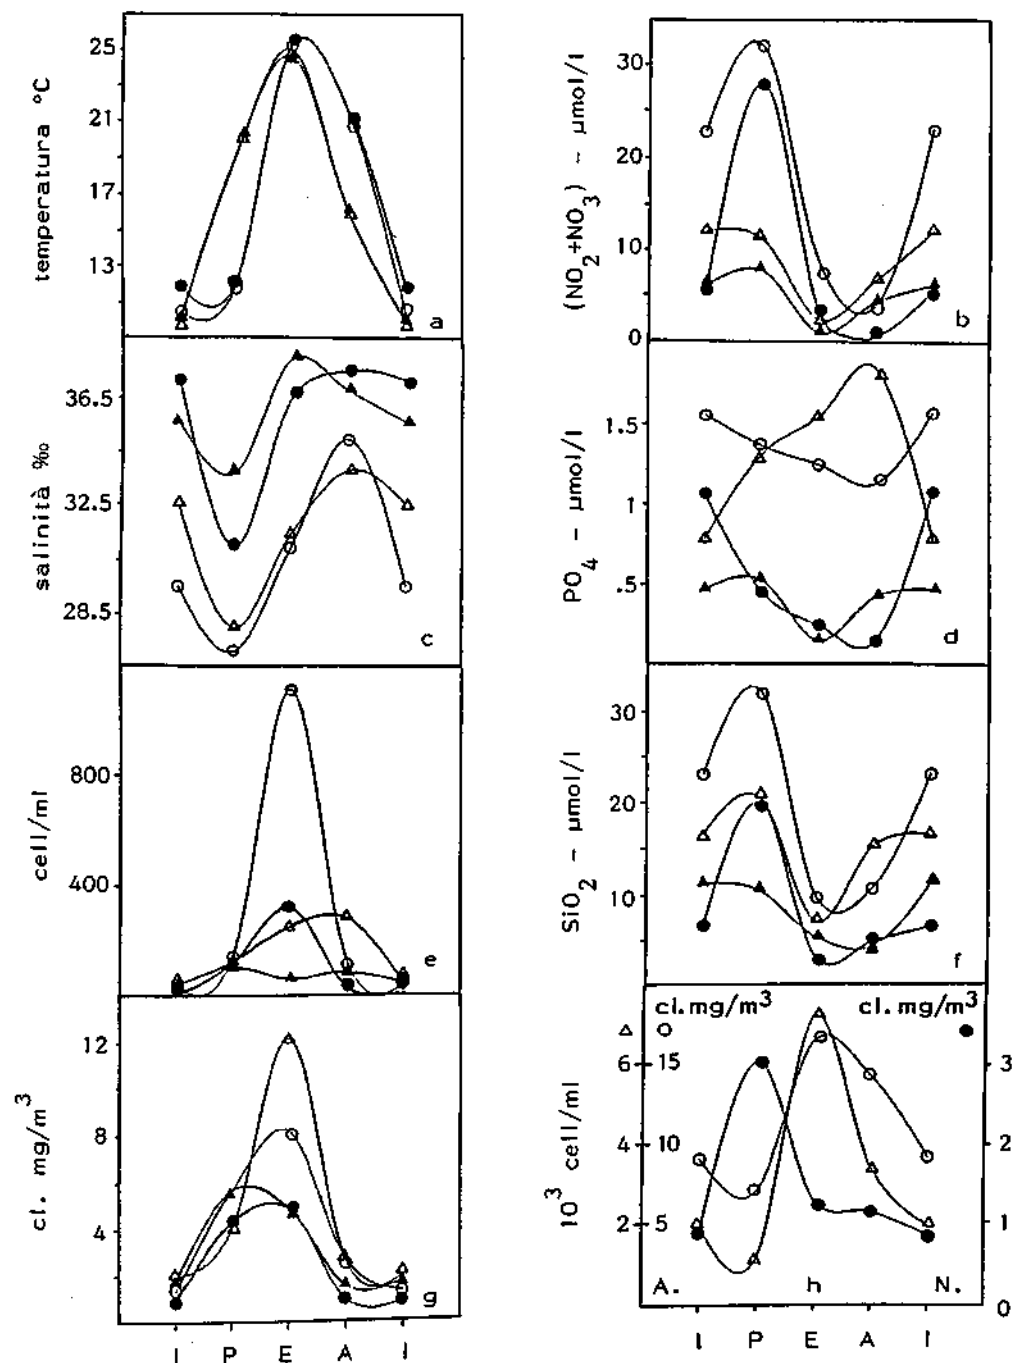 temperatura °C
25
21
17
13
a
(NO2+NO3) - µmol/l
30
20
10
0
b
salinità ‰
36.5
32.5
28.5
c
PO4 - µmol/l
1.5
1
.5
d
cell/ml
800
400
e
SiO2 - µmol/l
30
20
10
f
cl. mg/m3
12
8
4
g
I P E A I
cl.mg/m3
cl.mg/m3
103 cell/ml
6 15
4 10
2 5
3
2
1
0
A. h N.
I P E A I